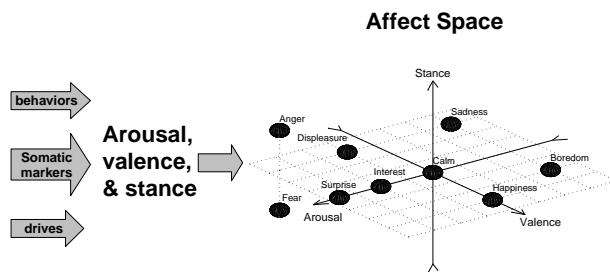 Affect Space
behaviors
Somatic
markers
drives
Arousal,
valence,
& stance
Stance
Anger
Sadness
Displeasure
Calm
Boredom
Interest
Surprise
Happiness
Fear
Arousal
Valence